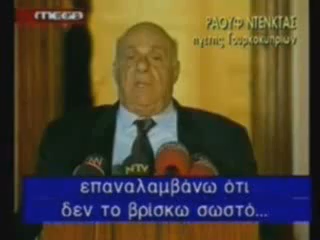 MEGA
ΡΑΟΥΦ ΝΤΕΝΚΤΑΣ
ηγέτης Τουρκοκυπρίων
NTV
επαναλαμβάνω ότι
δεν το βρίσκω σωστό...